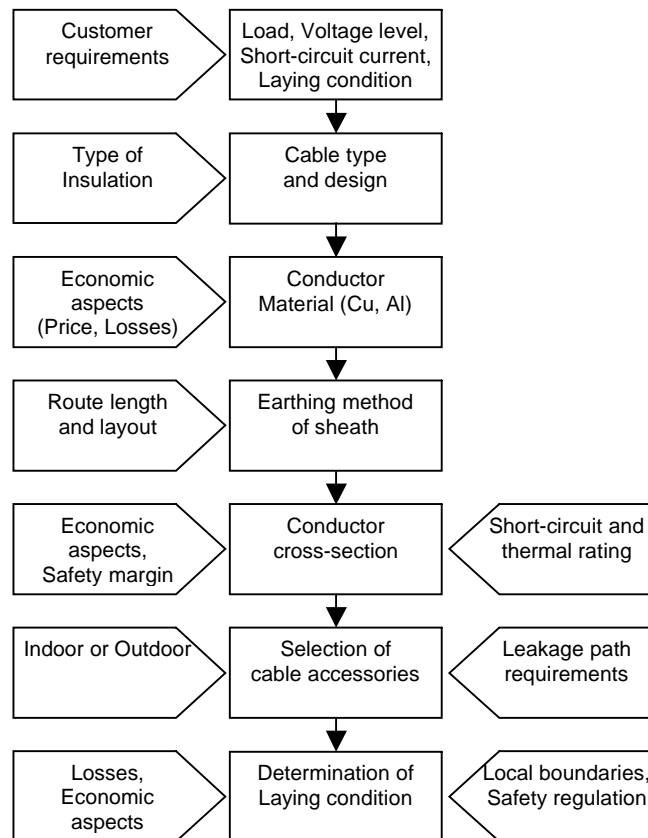 Customer
requirements
Load, Voltage level,
Short-circuit current,
Laying condition
Type of
Insulation
Cable type
and design
Economic
aspects
(Price, Losses)
Conductor
Material (Cu, Al)
Route length
and layout
Earthing method
of sheath
Economic
aspects,
Safety margin
Conductor
cross-section
Short-circuit and
thermal rating
Indoor or Outdoor
Selection of
cable accessories
Leakage path
requirements
Losses,
Economic
aspects
Determination of
Laying condition
Local boundaries,
Safety regulation